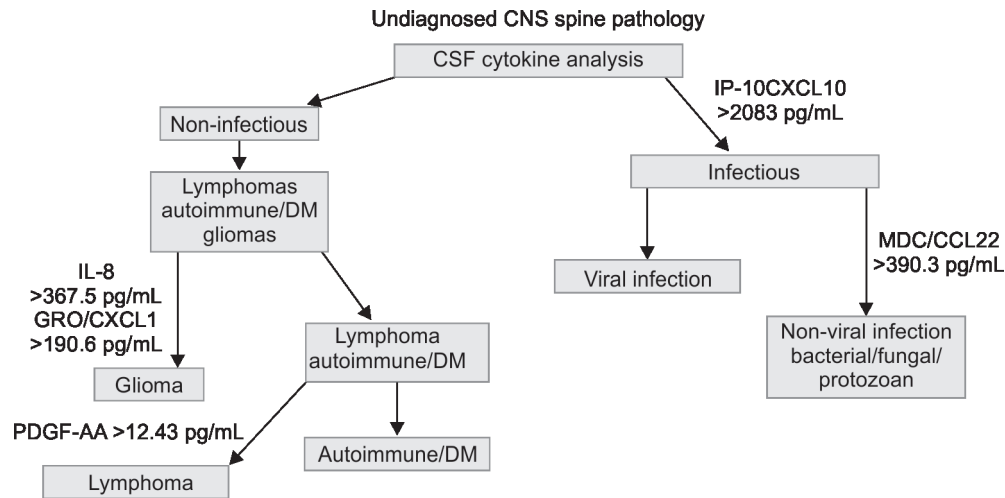 Undiagnosed CNS spine pathology
CSF cytokine analysis
IP-10CXCL10
>2083 pg/mL
Non-infectious
Infectious
Lymphomas
autoimmune/DM
gliomas
MDC/CCL22
>390.3 pg/mL
Viral infection
IL-8
>367.5 pg/mL
GRO/CXCL1
>190.6 pg/mL
Non-viral infection
bacterial/fungal/
protozoan
Lymphoma
autoimmune/DM
Glioma
PDGF-AA >12.43 pg/mL
Autoimmune/DM
Lymphoma